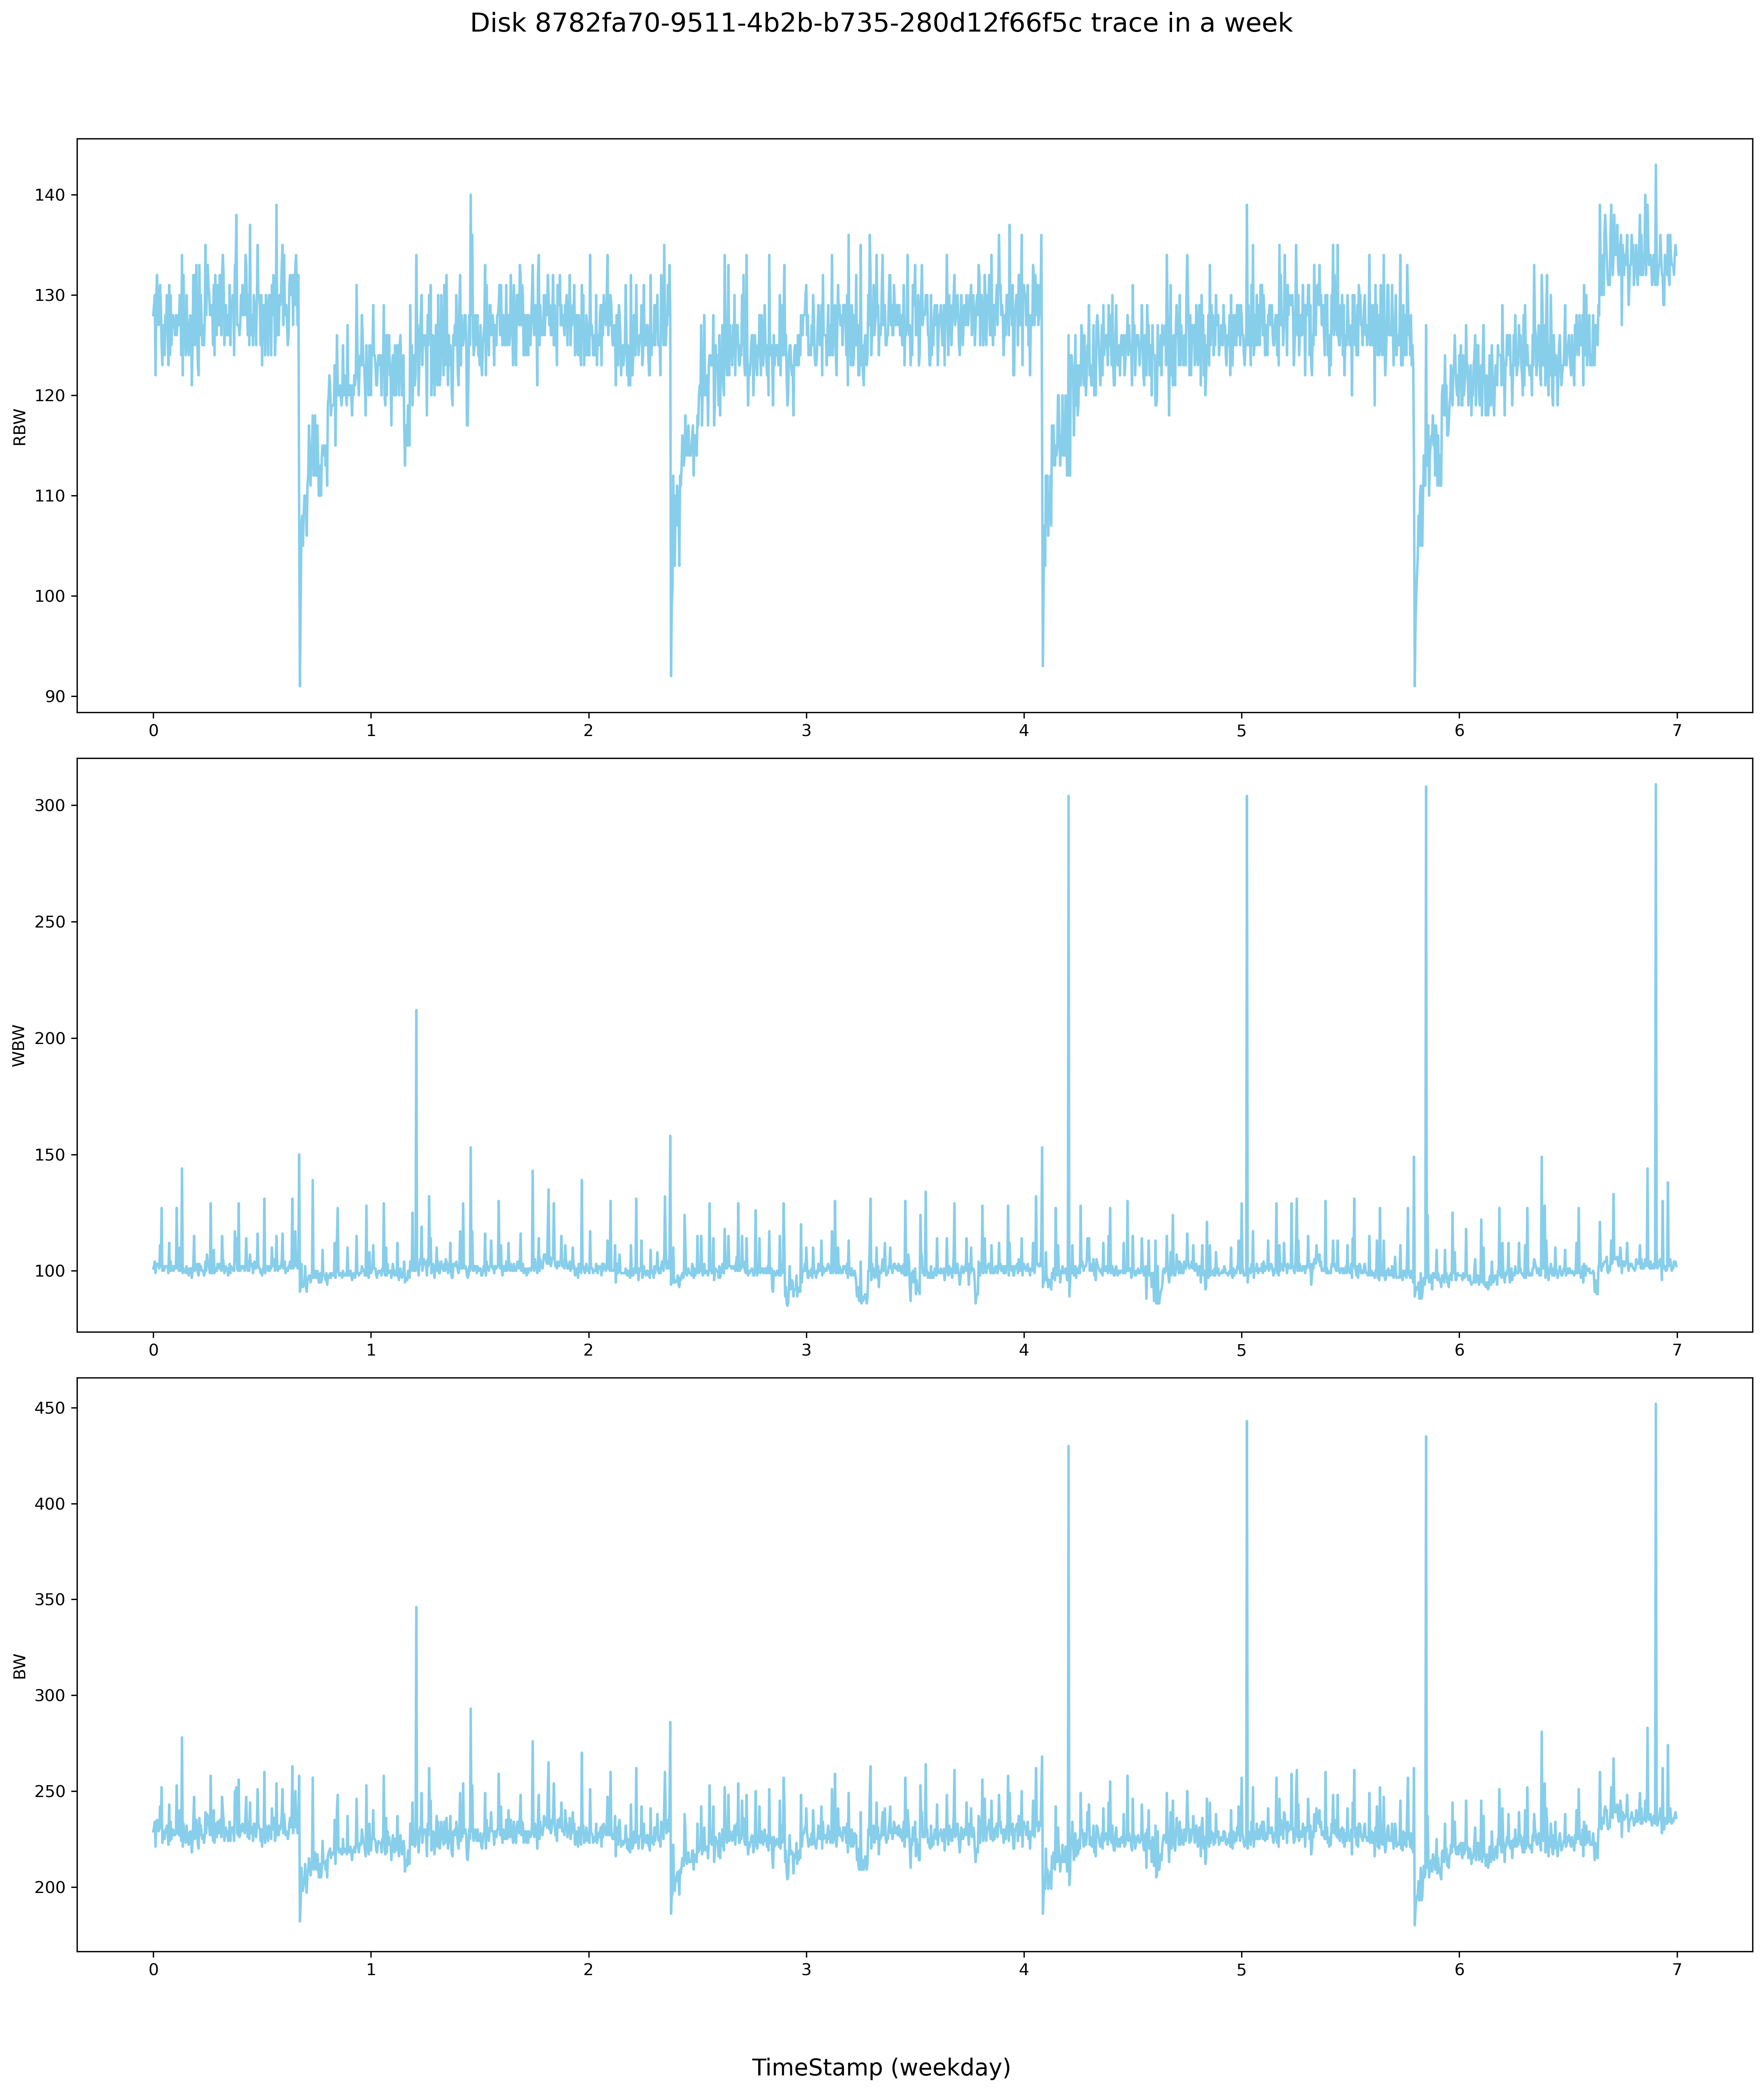 Disk 8782fa70-9511-4b2b-b735-280d12f66f5c trace in a week
140
130
120
110
100
90
RBW
0 1 2 3 4 5 6 7
300
250
200
150
100
WBW
0 1 2 3 4 5 6 7
450
400
350
300
250
200
BW
0 1 2 3 4 5 6 7
TimeStamp (weekday)